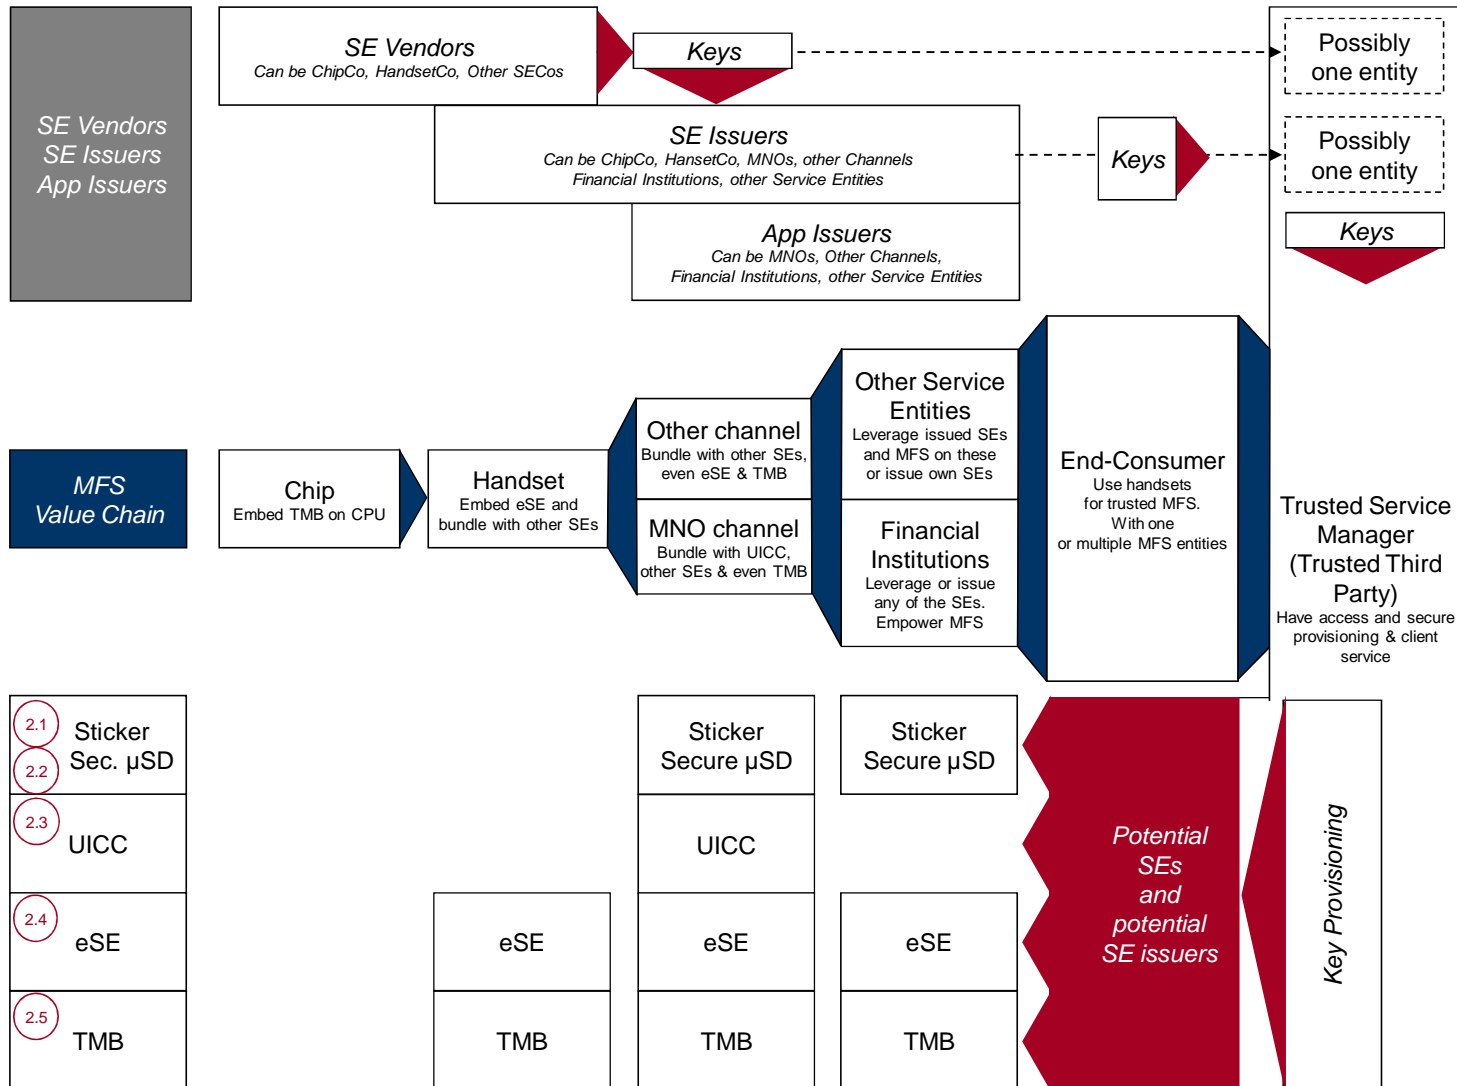 SE Vendors
SE Issuers
App Issuers
SE Vendors
Can be ChipCo, HandsetCo, Other SECos
Keys
Possibly
one entity
SE Issuers
Can be ChipCo, HansetCo, MNOs, other Channels
Financial Institutions, other Service Entities
Keys
Possibly
one entity
App Issuers
Can be MNOs, Other Channels,
Financial Institutions, other Service Entities
Keys
MFS
Value Chain
Chip
Embed TMB on CPU
Handset
Embed eSE and
bundle with other SEs
Other channel
Bundle with other SEs,
even eSE & TMB
MNO channel
Bundle with UICC,
other SEs & even TMB
Other Service
Entities
Leverage issued SEs
and MFS on these
or issue own SEs
Financial
Institutions
Leverage or issue
any of the SEs.
Empower MFS
End-Consumer
Use handsets
for trusted MFS.
With one
or multiple MFS entities
Trusted Service
Manager
(Trusted Third
Party)
Have access and secure
provisioning & client
service
2.1
2.2
Sticker
Sec. µSD
Sticker
Secure µSD
Sticker
Secure µSD
2.3
UICC
UICC
2.4
eSE
eSE
eSE
eSE
2.5
TMB
TMB
TMB
TMB
Potential
SEs
and
potential
SE issuers
Key Provisioning